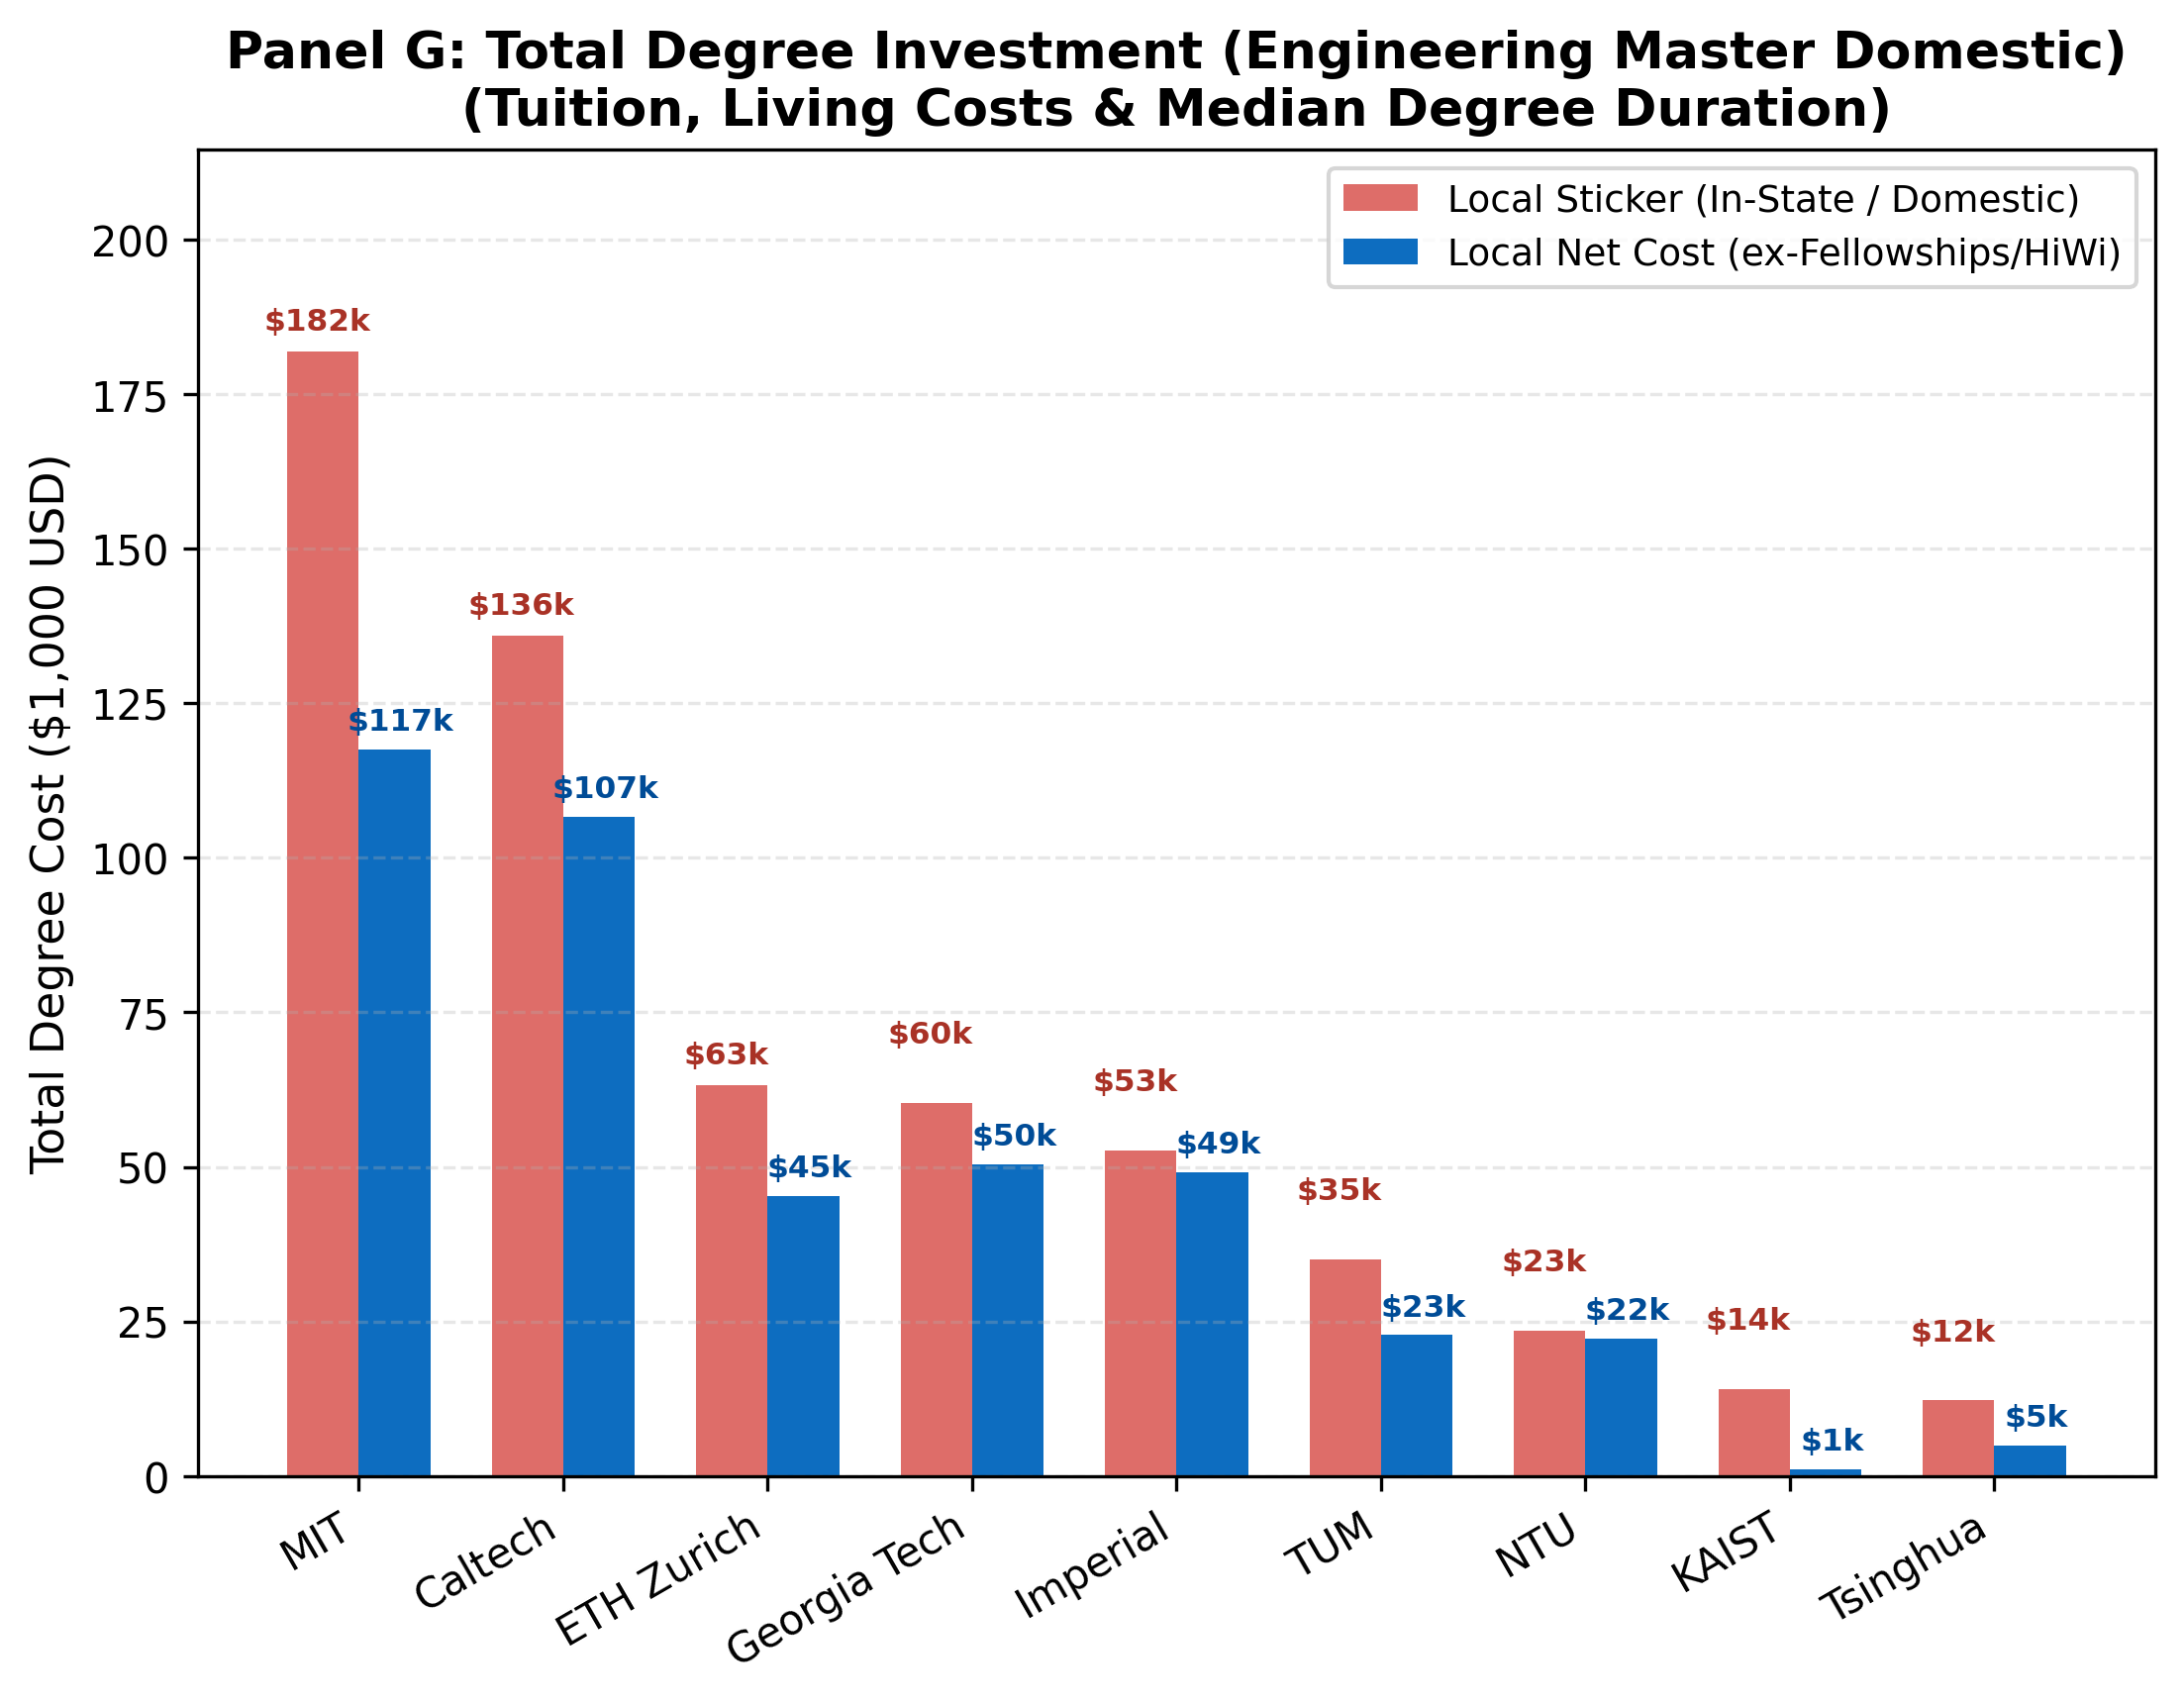 Panel G: Total Degree Investment (Engineering Master Domestic)
(Tuition, Living Costs & Median Degree Duration)
Local Sticker (In-State / Domestic)
Local Net Cost (ex-Fellowships/HiWi)
Total Degree Cost ($1,000 USD)
200
175
150
125
100
75
50
25
0
$182k
$117k
$136k
$107k
$63k
$45k
$60k
$50k
$53k
$49k
$35k
$23k
$23k
$22k
$14k
$1k
$12k
$5k
MIT
Caltech
ETH Zurich
Georgia Tech
Imperial
TUM
NTU
KAIST
Tsinghua